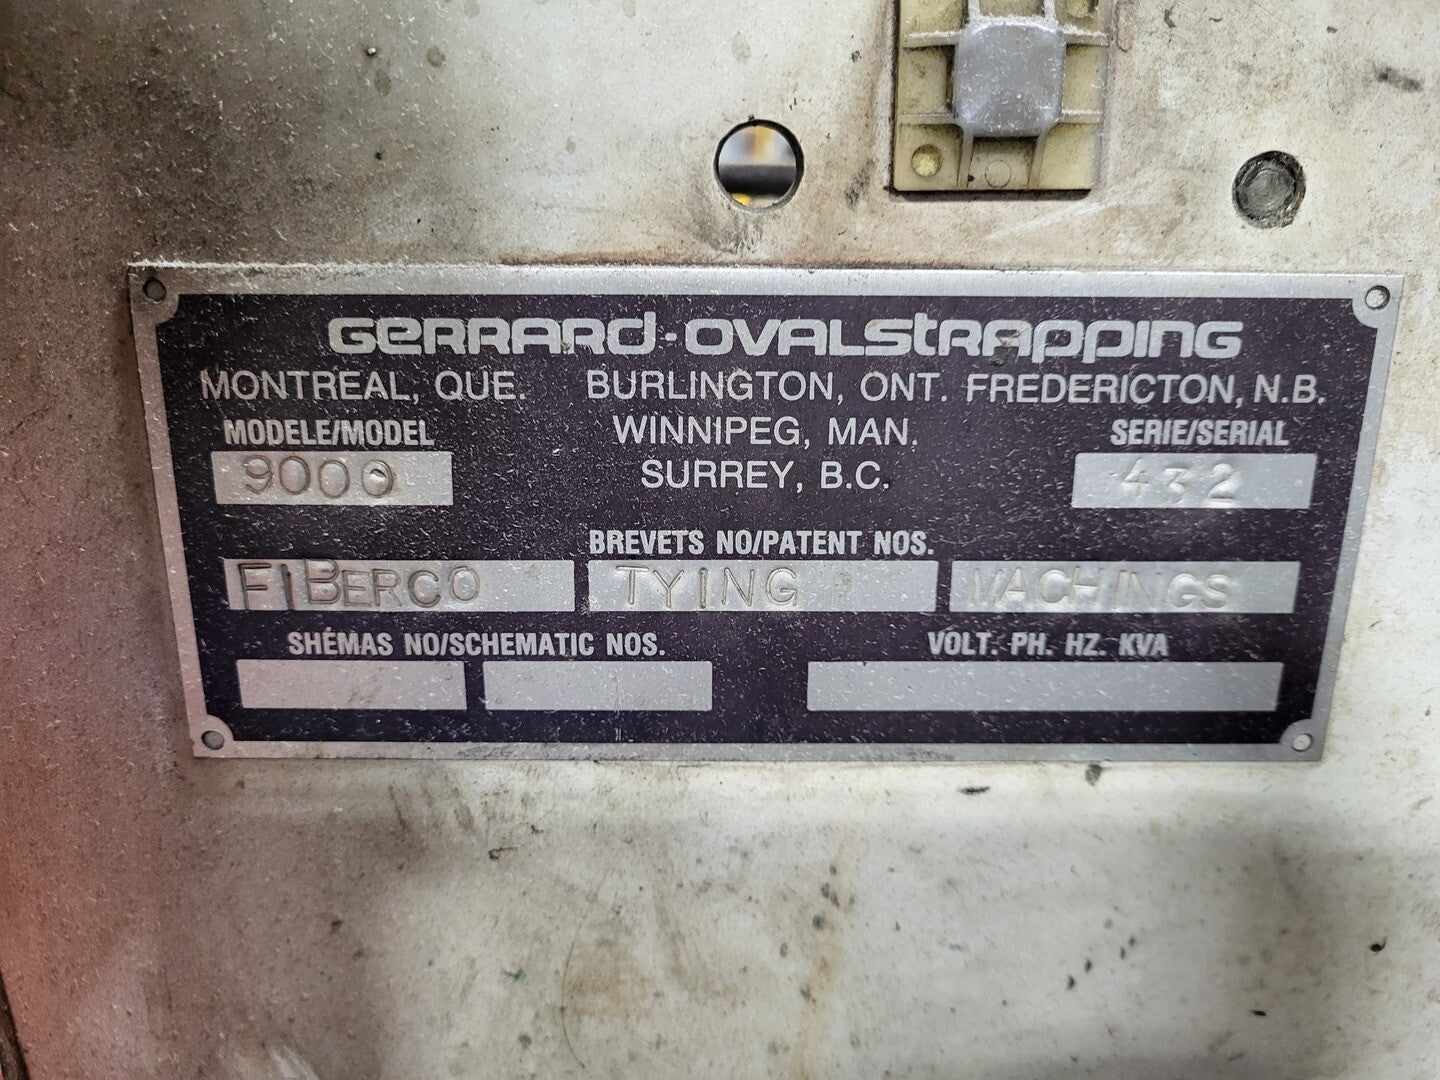 GERRARD·OVALSTRAPPING
MONTREAL, QUE. BURLINGTON, ONT. FREDERICTON, N.B.
MODELE/MODEL WINNIPEG, MAN. SERIE/SERIAL
9000 SURREY, B.C. 432
BREVETS NO/PATENT NOS.
FIBERCO TYING MACHINGS
SHÉMAS NO/SCHEMATIC NOS. VOLT. PH. HZ. KVA